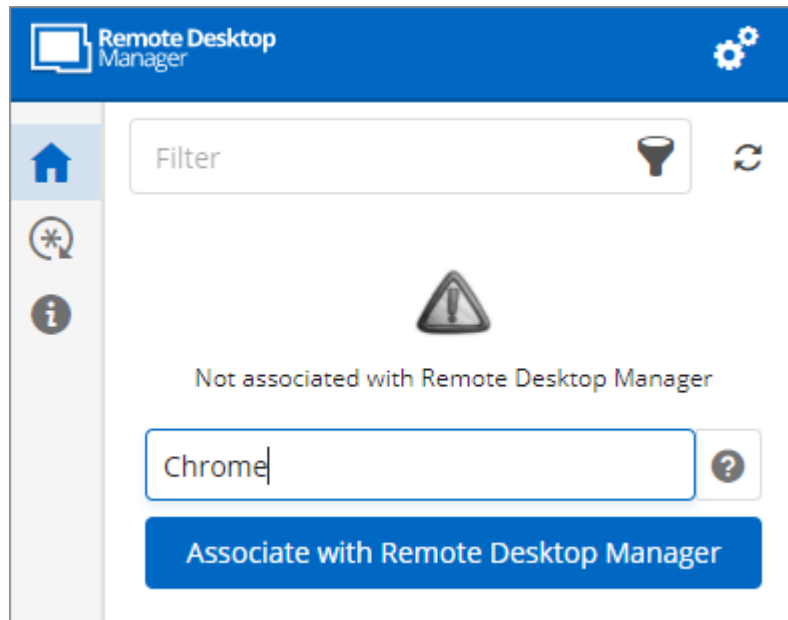 Remote Desktop
Manager
Filter
Not associated with Remote Desktop Manager
Chrome
Associate with Remote Desktop Manager